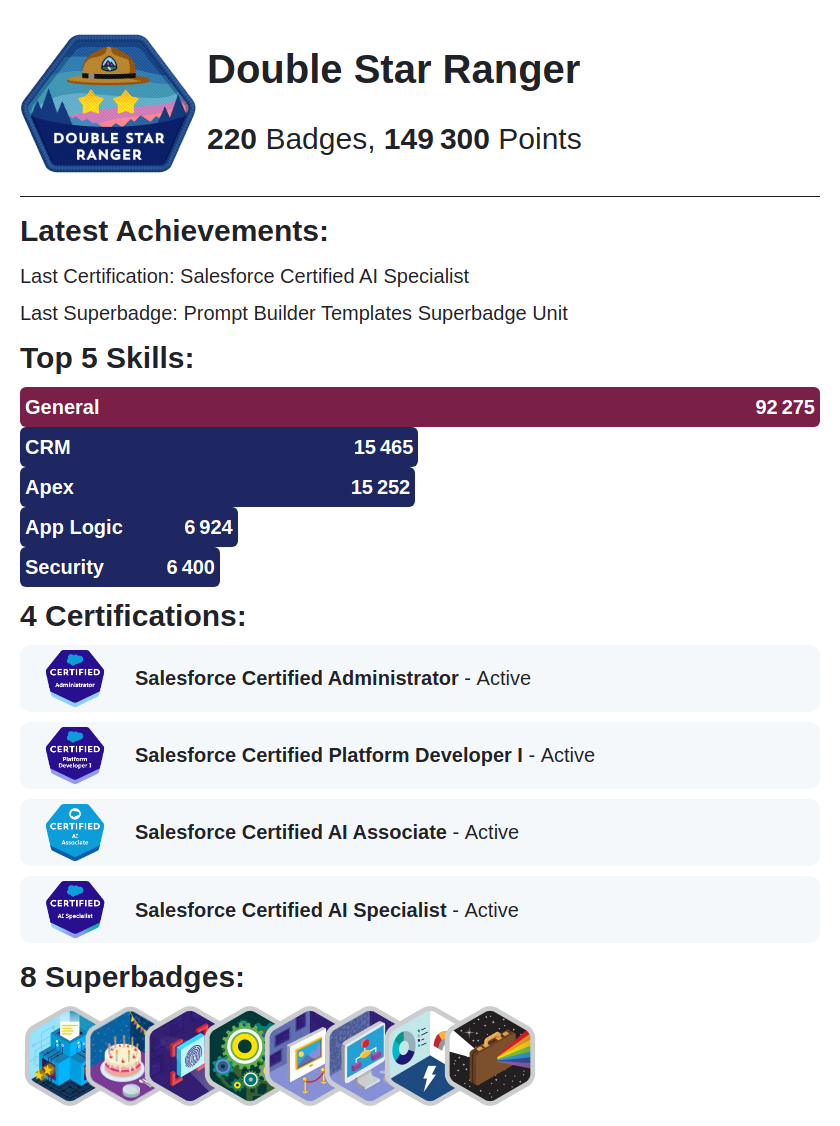 DOUBLE STAR
RANGER
Double Star Ranger
220 Badges, 149 300 Points
Latest Achievements:
Last Certification: Salesforce Certified AI Specialist
Last Superbadge: Prompt Builder Templates Superbadge Unit
Top 5 Skills:
General 92 275
CRM 15 465
Apex 15 252
App Logic 6 924
Security 6 400
4 Certifications:
CERTIFIED
Administrator
Salesforce Certified Administrator - Active
CERTIFIED
Platform
Developer I
Salesforce Certified Platform Developer I - Active
CERTIFIED
AI
Associate
Salesforce Certified AI Associate - Active
CERTIFIED
AI Specialist
Salesforce Certified AI Specialist - Active
8 Superbadges: